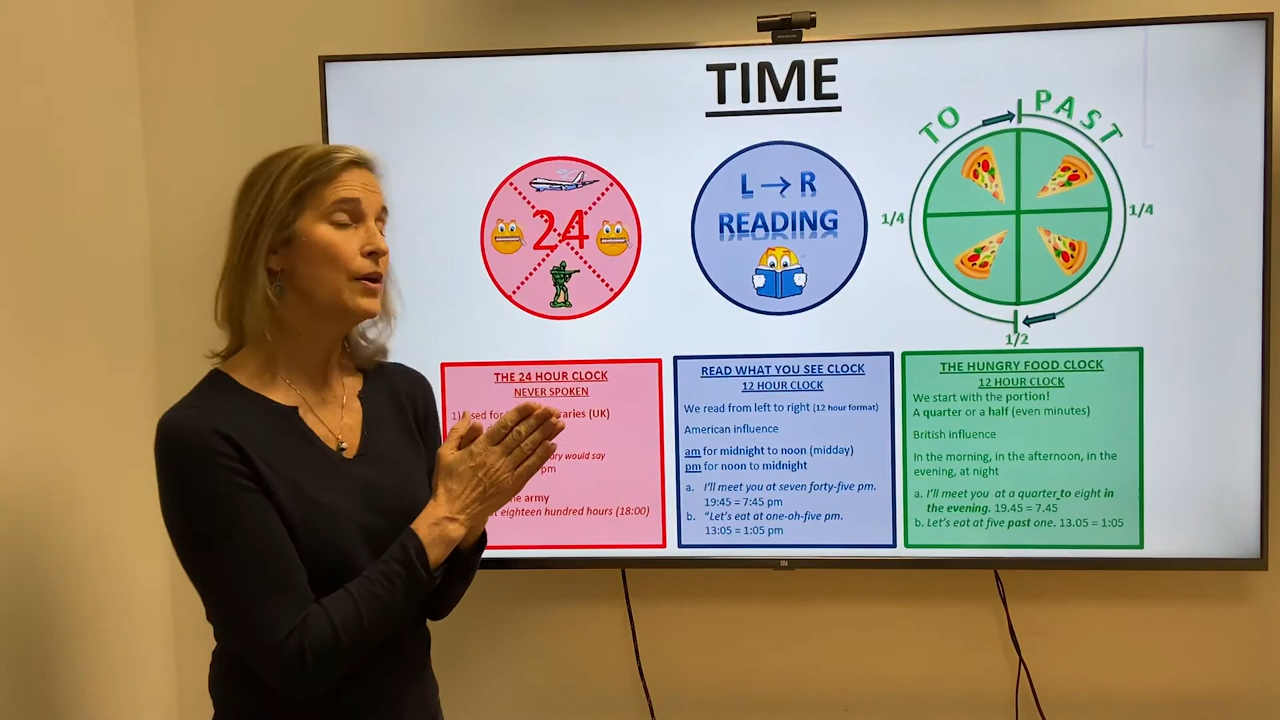 TIME
24
L → R
READING
TO PAST
1/4
1/4
1/2
THE 24 HOUR CLOCK
NEVER SPOKEN
1) for (UK)
would say
pm
army
eighteen hundred hours (18:00)
READ WHAT YOU SEE CLOCK
12 HOUR CLOCK
We read from left to right (12 hour format)
American influence
am for midnight to noon (midday)
pm for noon to midnight
a. I'll meet you at seven forty-five pm.
19:45 = 7:45 pm
b. "Let's eat at one-oh-five pm.
13:05 = 1:05 pm
THE HUNGRY FOOD CLOCK
12 HOUR CLOCK
We start with the portion!
A quarter or a half (even minutes)
British influence
In the morning, in the afternoon, in the
evening, at night
a. I'll meet you at a quarter to eight in
the evening. 19.45 = 7.45
b. Let's eat at five past one. 13.05 = 1:05
mi